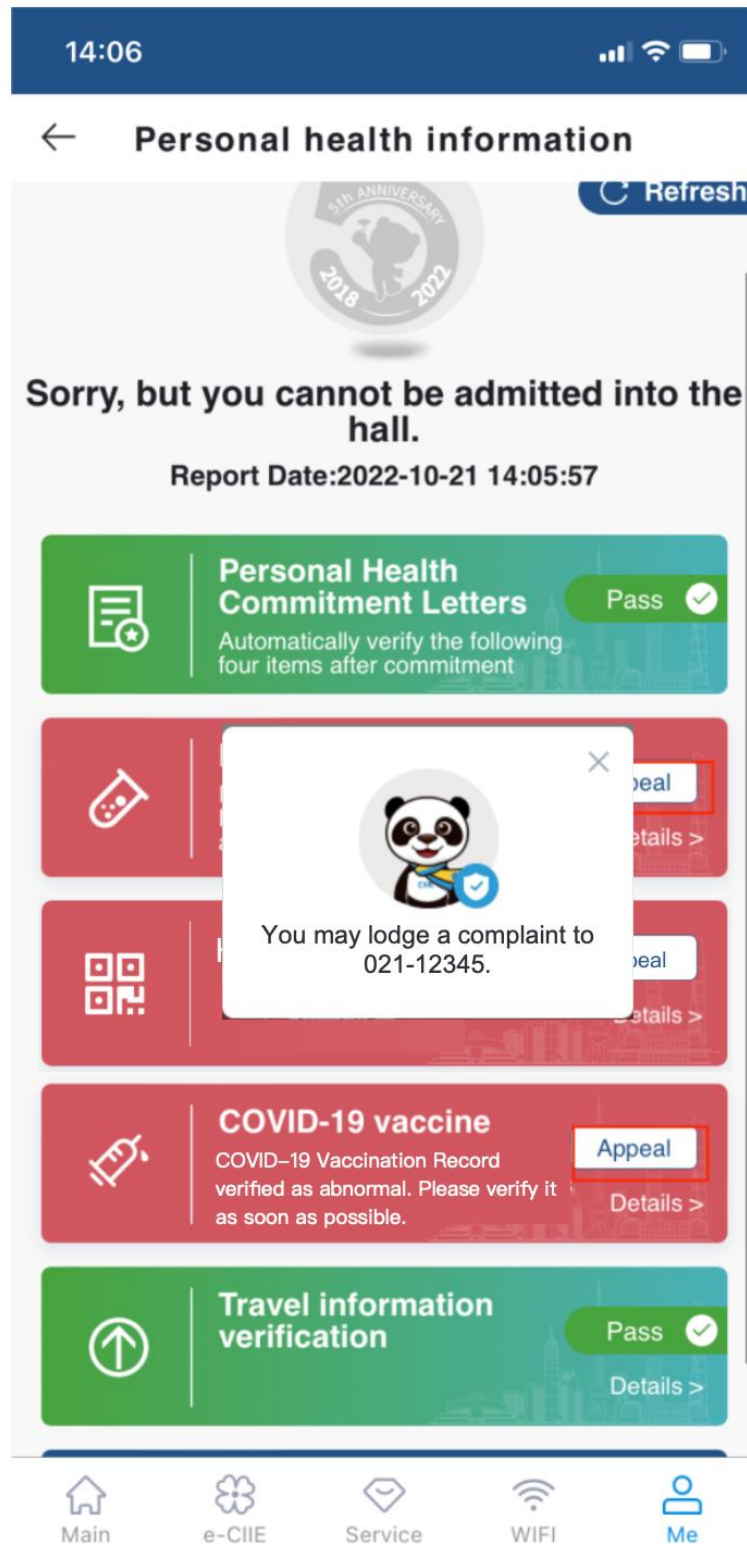 14:06
Personal health information
5th ANNIVERSARY
2018 2022
Refresh
Sorry, but you cannot be admitted into the
hall.
Report Date:2022-10-21 14:05:57
Personal Health
Commitment Letters
Pass
Automatically verify the following
four items after commitment
You may lodge a complaint to
021-12345.
COVID-19 vaccine
COVID-19 Vaccination Record
verified as abnormal. Please verify it
as soon as possible.
Appeal
Details >
Travel information
verification
Pass
Details >
Main e-CIIE Service WIFI Me